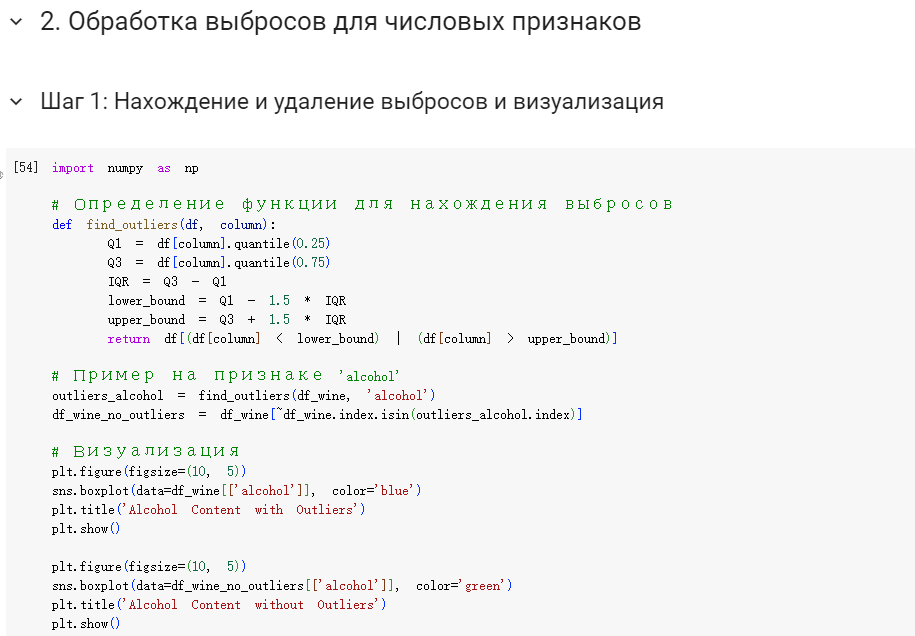 2. Обработка выбросов для числовых признаков
Шаг 1: Нахождение и удаление выбросов и визуализация
[54] import numpy as np
# Определение функции для нахождения выбросов
def find_outliers(df, column):
Q1 = df[column].quantile(0.25)
Q3 = df[column].quantile(0.75)
IQR = Q3 - Q1
lower_bound = Q1 - 1.5 * IQR
upper_bound = Q3 + 1.5 * IQR
return df[(df[column] < lower_bound) | (df[column] > upper_bound)]
# Пример на признаке 'alcohol'
outliers_alcohol = find_outliers(df_wine, 'alcohol')
df_wine_no_outliers = df_wine[~df_wine.index.isin(outliers_alcohol.index)]
# Визуализация
plt.figure(figsize=(10, 5))
sns.boxplot(data=df_wine[['alcohol']], color='blue')
plt.title('Alcohol Content with Outliers')
plt.show()
plt.figure(figsize=(10, 5))
sns.boxplot(data=df_wine_no_outliers[['alcohol']], color='green')
plt.title('Alcohol Content without Outliers')
plt.show()